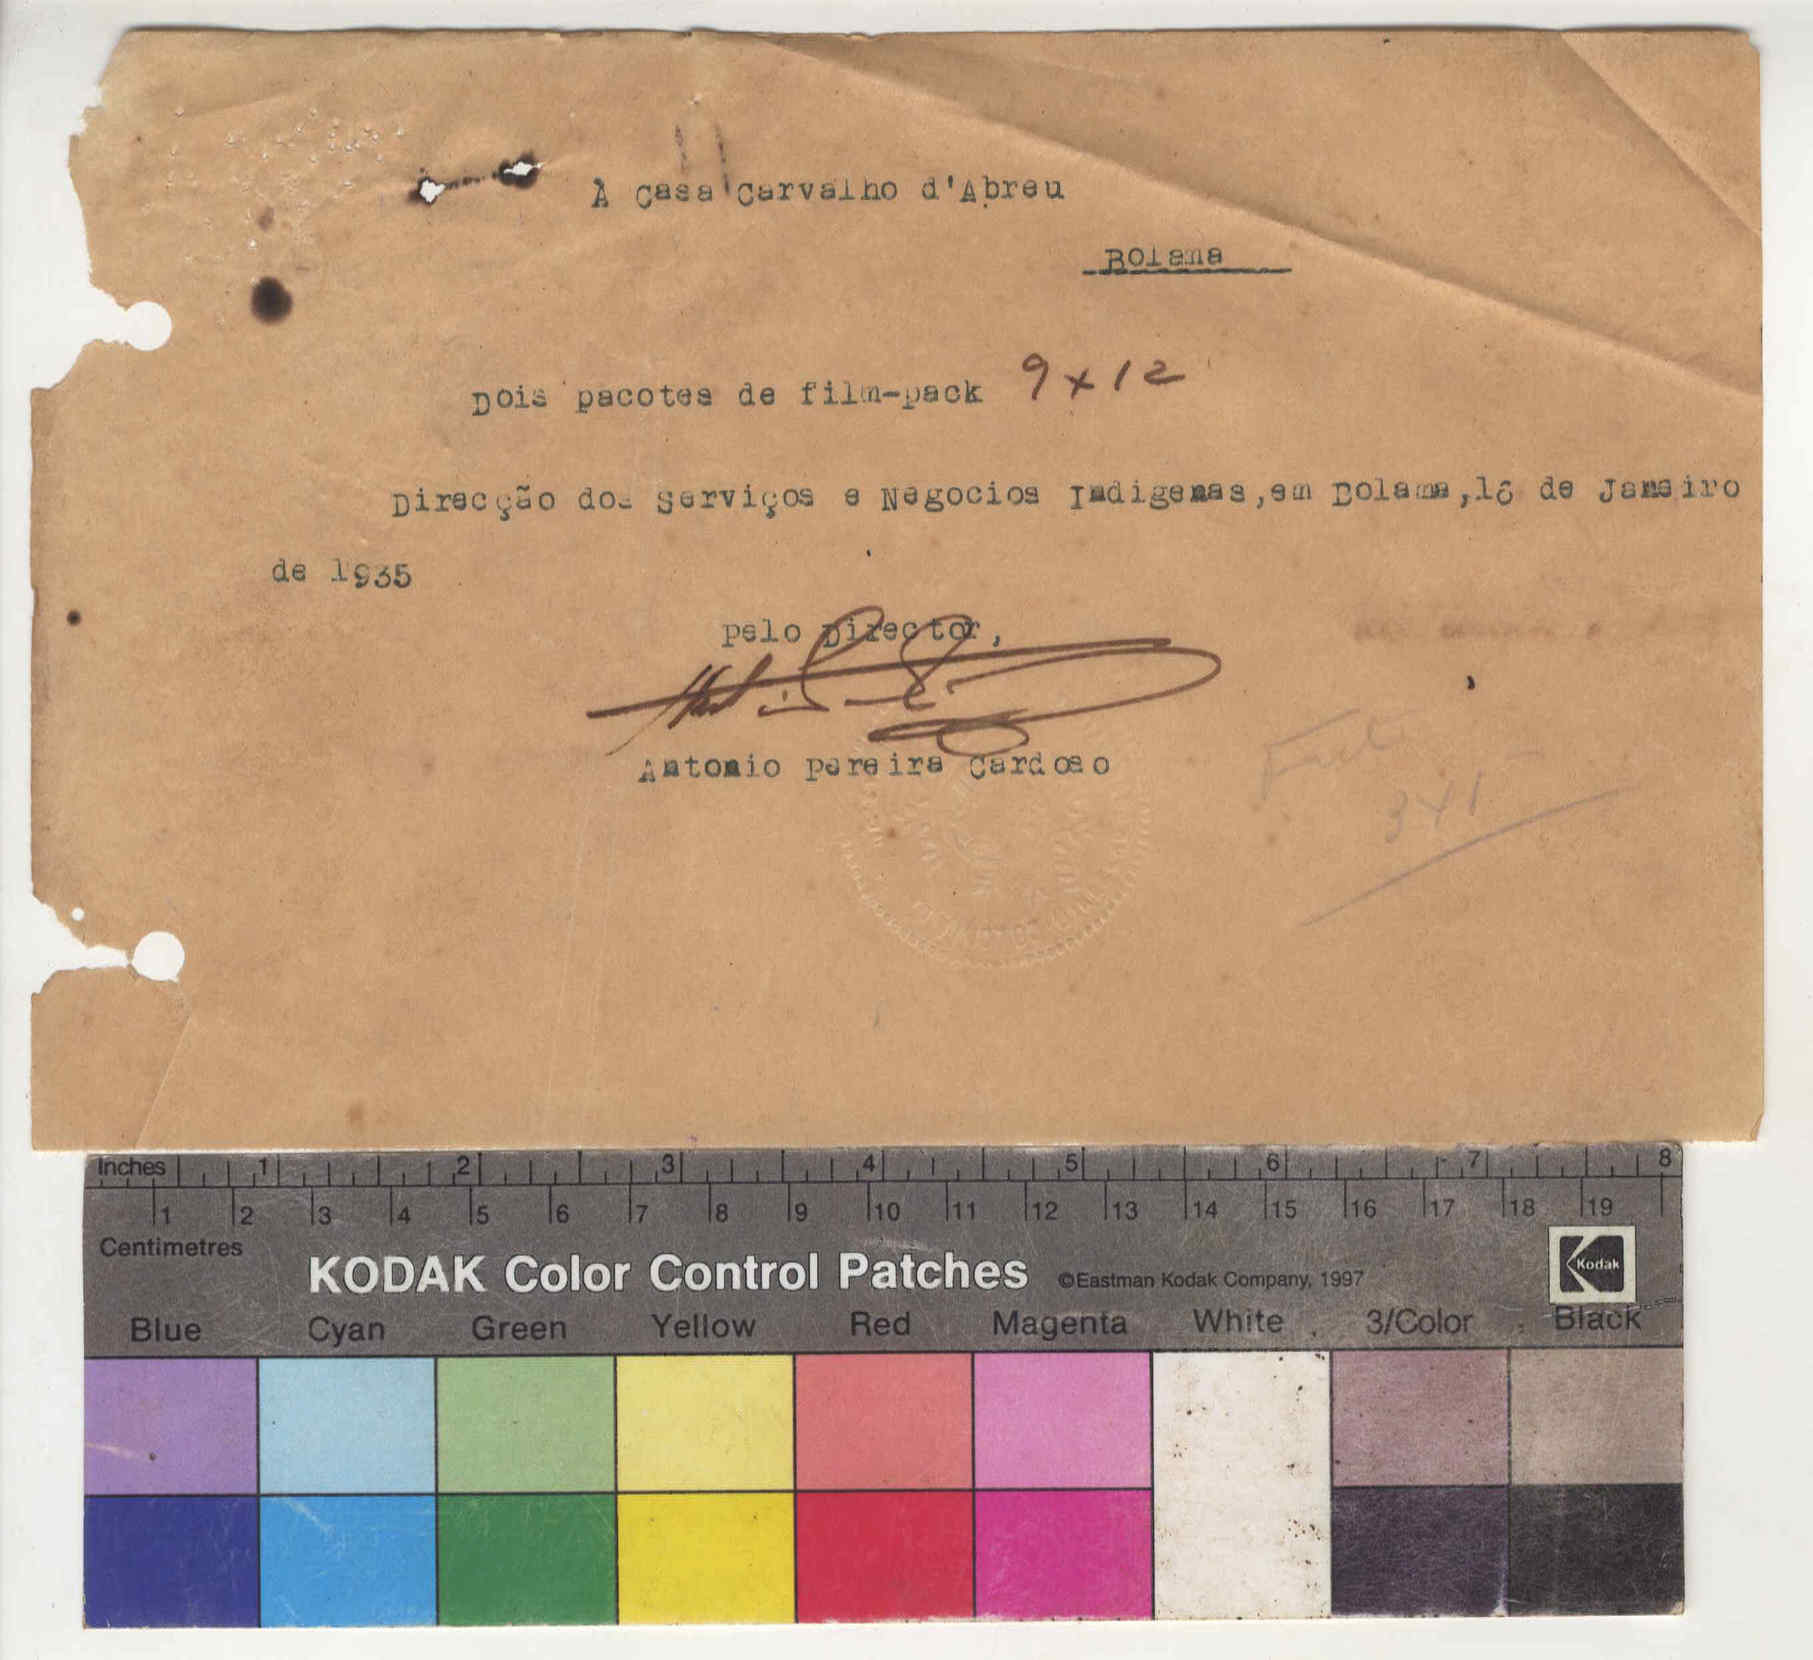 À Casa Carvalho d'Abreu
Bolama
Dois pacotes de film-pack 9 x 12
Direcção dos Serviços e Negocios Indigenas, em Bolama, 16 de Janeiro
de 1935
Pelo Director,
Antonio Pereira Cardoso
341
Inches 1 2 3 4 5 6 7 8
1 2 3 4 5 6 7 8 9 10 11 12 13 14 15 16 17 18 19
Centimetres
KODAK Color Control Patches ©Eastman Kodak Company, 1997 Kodak
Blue Cyan Green Yellow Red Magenta White 3/Color Black